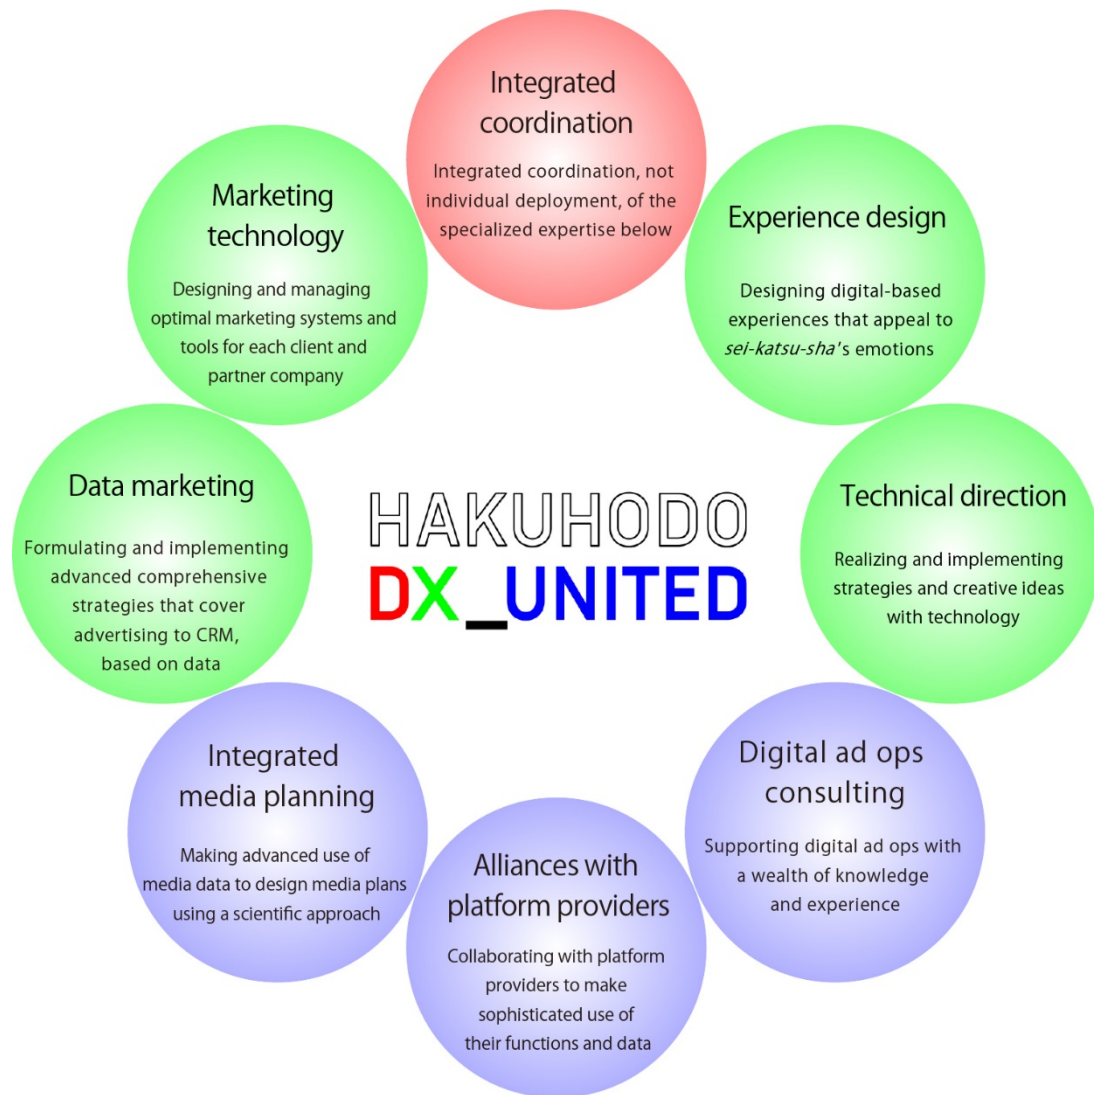 Integrated
coordination
Integrated coordination, not
individual deployment, of the
specialized expertise below
Marketing
technology
Designing and managing
optimal marketing systems and
tools for each client and
partner company
Experience design
Designing digital-based
experiences that appeal to
sei-katsu-sha's emotions
Data marketing
Formulating and implementing
advanced comprehensive
strategies that cover
advertising to CRM,
based on data
HAKUHODO
DX_UNITED
Technical direction
Realizing and implementing
strategies and creative ideas
with technology
Integrated
media planning
Making advanced use of
media data to design media plans
using a scientific approach
Alliances with
platform providers
Collaborating with platform
providers to make
sophisticated use of
their functions and data
Digital ad ops
consulting
Supporting digital ad ops with
a wealth of knowledge
and experience